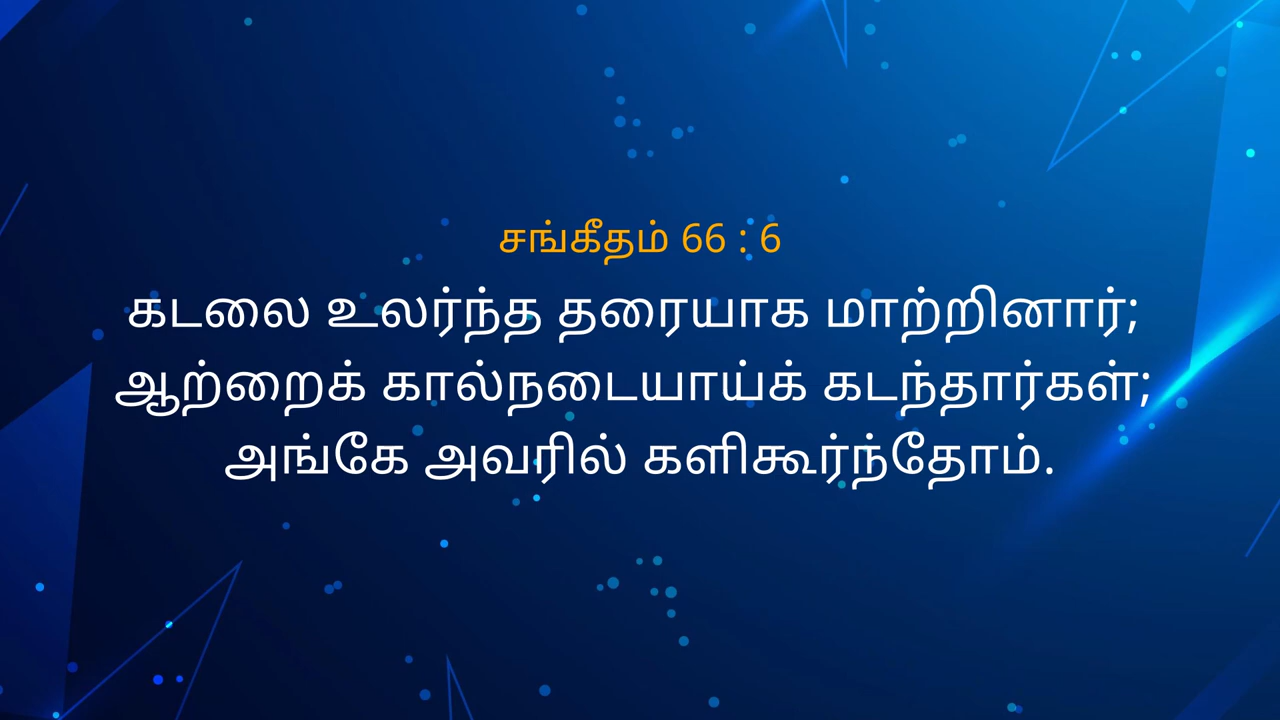 சங்கீதம் 66 : 6
கடலை உலர்ந்த தரையாக மாற்றினார்;
ஆற்றைக் கால்நடையாய்க் கடந்தார்கள்;
அங்கே அவரில் களிகூர்ந்தோம்.